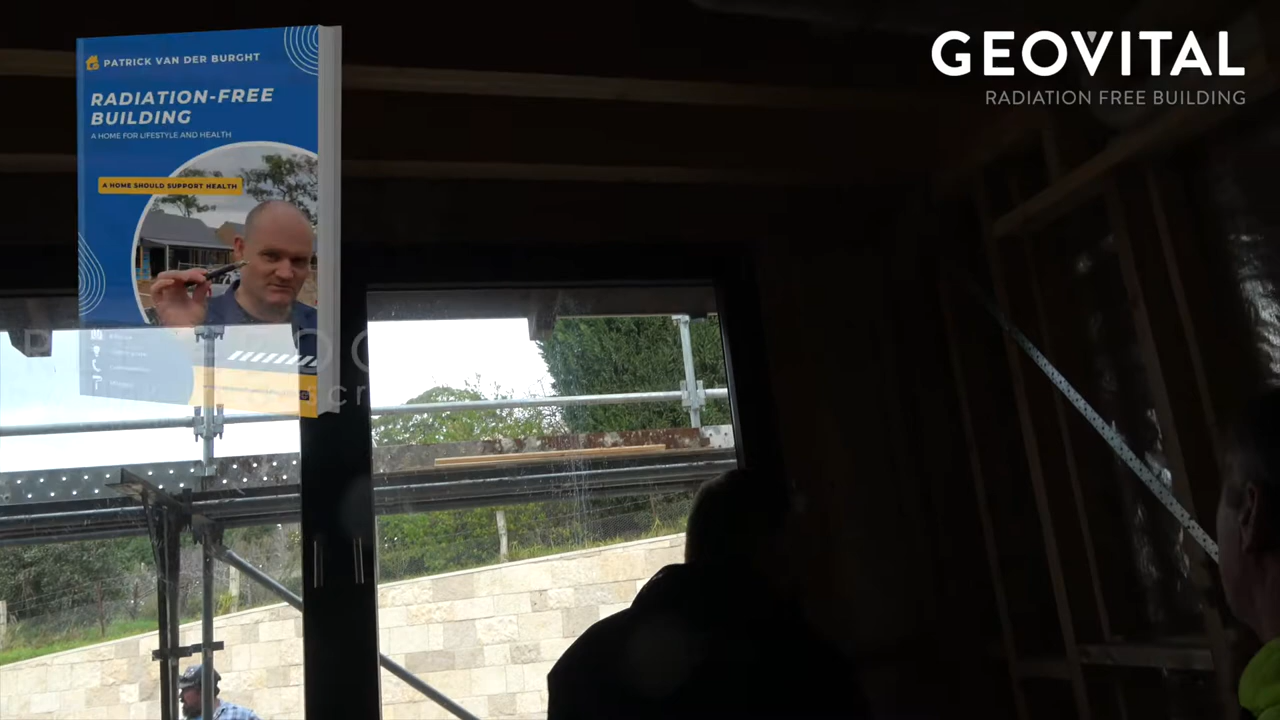 PATRICK VAN DER BURGHT
RADIATION-FREE
BUILDING
A HOME FOR LIFESTYLE AND HEALTH
A HOME SHOULD SUPPORT HEALTH
GEOVITAL
RADIATION FREE BUILDING